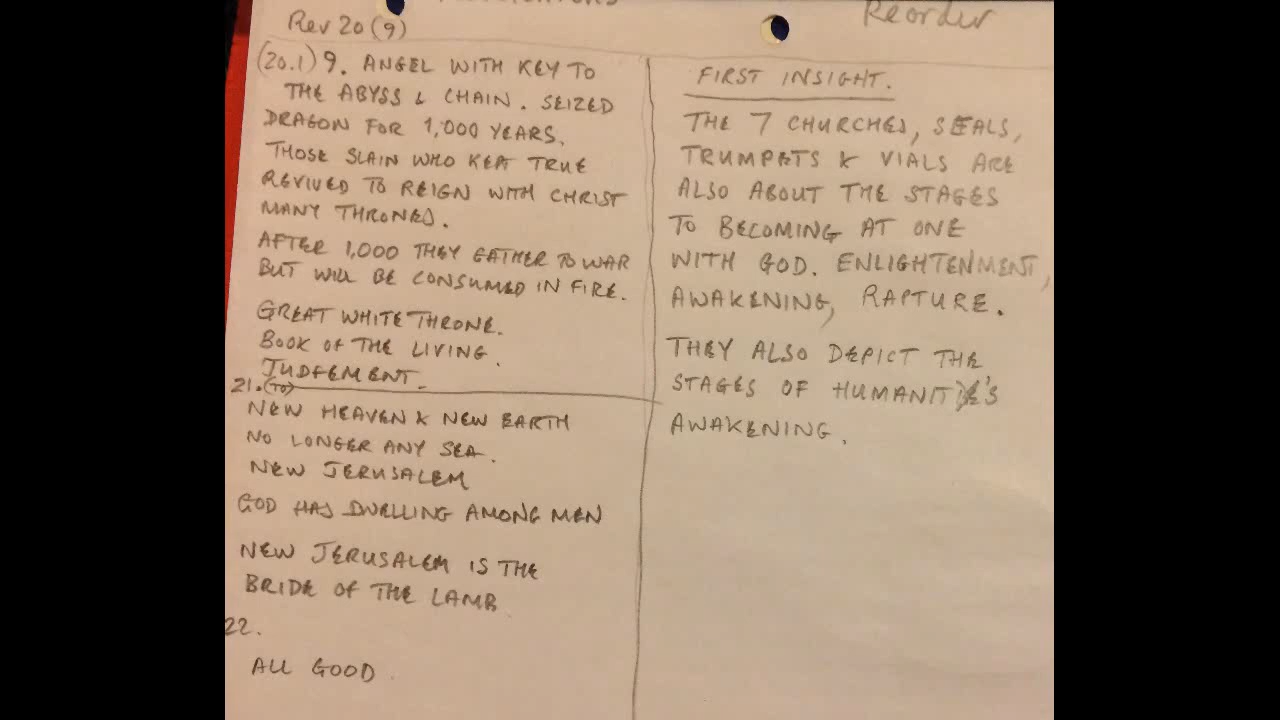 Reorder
Rev 20 (9)
(20.1) 9. ANGEL WITH KEY TO
THE ABYSS & CHAIN. SEIZED
DRAGON FOR 1,000 YEARS.
THOSE SLAIN WHO KEPT TRUE
REVIVED TO REIGN WITH CHRIST
MANY THRONES.
AFTER 1,000 THEY GATHER TO WAR
BUT WILL BE CONSUMED IN FIRE.
GREAT WHITE THRONE.
BOOK OF THE LIVING.
JUDGEMENT.
21. (TO)
NEW HEAVEN & NEW EARTH
NO LONGER ANY SEA.
NEW JERUSALEM
GOD HAS DWELLING AMONG MEN
NEW JERUSALEM IS THE
BRIDE OF THE LAMB
22.
ALL GOOD
FIRST INSIGHT.
THE 7 CHURCHES, SEALS,
TRUMPETS & VIALS ARE
ALSO ABOUT THE STAGES
TO BECOMING AT ONE
WITH GOD. ENLIGHTENMENT,
AWAKENING, RAPTURE.
THEY ALSO DEPICT THE
STAGES OF HUMANITY'S
AWAKENING.